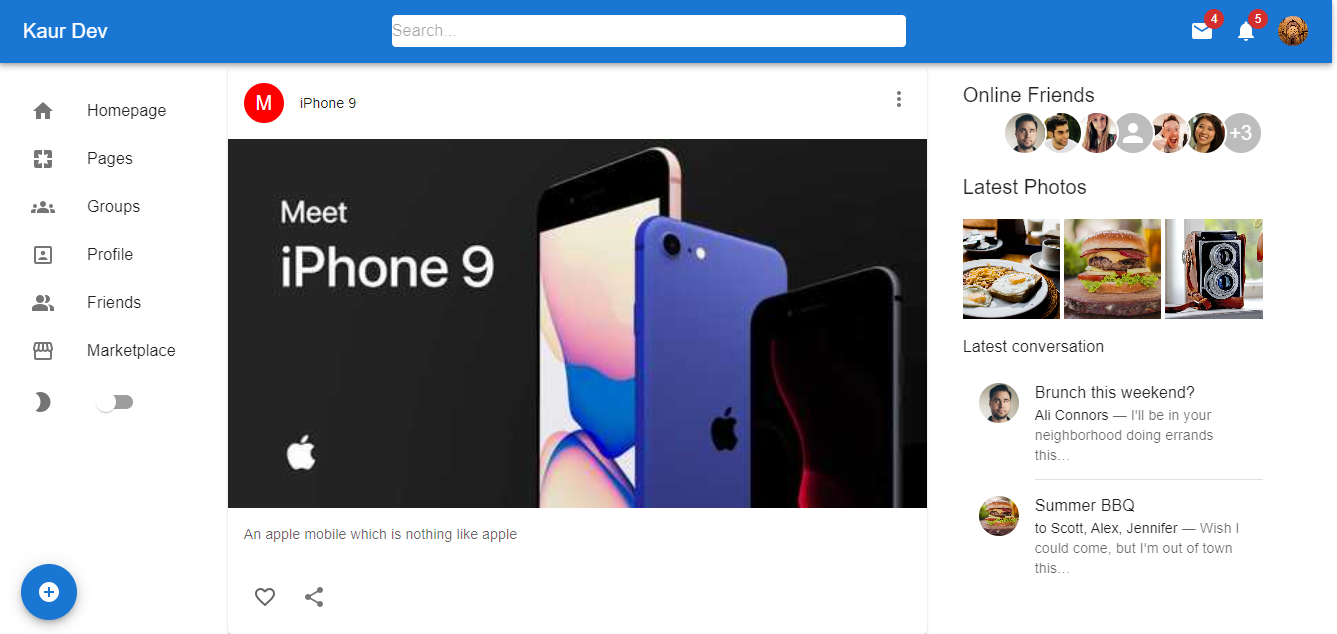 Kaur Dev
Search...
4
5
Homepage
Pages
Groups
Profile
Friends
Marketplace
M
iPhone 9
Meet
iPhone 9
An apple mobile which is nothing like apple
Online Friends
+3
Latest Photos
Latest conversation
Brunch this weekend?
Ali Connors — I'll be in your
neighborhood doing errands
this…
Summer BBQ
to Scott, Alex, Jennifer — Wish I
could come, but I'm out of town
this…